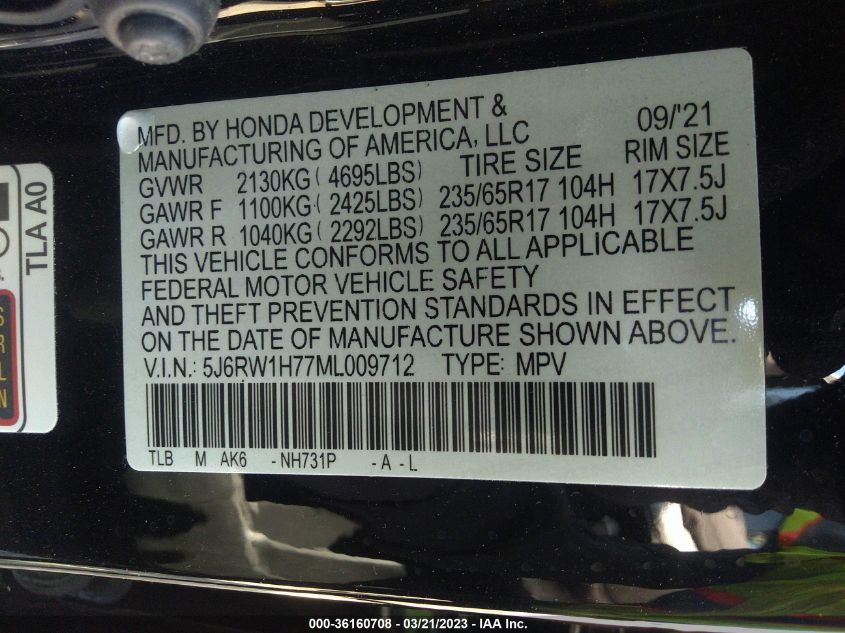 MFD. BY HONDA DEVELOPMENT & 09/'21
MANUFACTURING OF AMERICA, LLC
GVWR 2130KG( 4695LBS) TIRE SIZE RIM SIZE
GAWR F 1100KG( 2425LBS) 235/65R17 104H 17X7.5J
GAWR R 1040KG( 2292LBS) 235/65R17 104H 17X7.5J
THIS VEHICLE CONFORMS TO ALL APPLICABLE
FEDERAL MOTOR VEHICLE SAFETY
AND THEFT PREVENTION STANDARDS IN EFFECT
ON THE DATE OF MANUFACTURE SHOWN ABOVE.
V.I.N.: 5J6RW1H77ML009712 TYPE: MPV
TLB M AK6 -NH731P -A-L
TLA A0
000-36160708 - 03/21/2023 - IAA Inc.